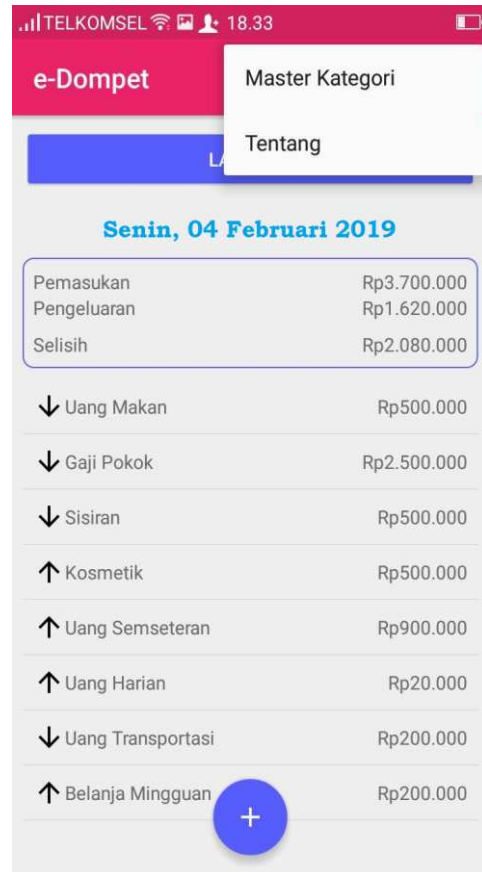 TELKOMSEL 18.33
e-Dompet
Master Kategori
Tentang
Senin, 04 Februari 2019
Pemasukan Rp3.700.000
Pengeluaran Rp1.620.000
Selisih Rp2.080.000
Uang Makan Rp500.000
Gaji Pokok Rp2.500.000
Sisiran Rp500.000
Kosmetik Rp500.000
Uang Semseteran Rp900.000
Uang Harian Rp20.000
Uang Transportasi Rp200.000
Belanja Mingguan Rp200.000
+